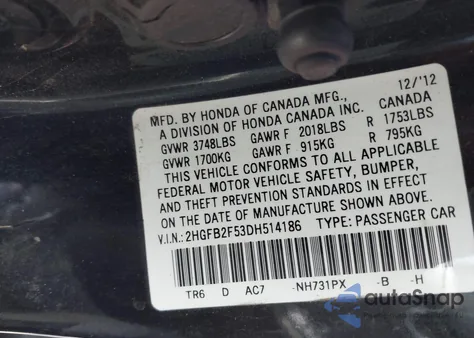 MFD. BY HONDA OF CANADA MFG., 12/'12
A DIVISION OF HONDA CANADA INC. CANADA
GVWR 3748LBS GAWR F 2018LBS R 1753LBS
GVWR 1700KG GAWR F 915KG R 795KG
THIS VEHICLE CONFORMS TO ALL APPLICABLE
FEDERAL MOTOR VEHICLE SAFETY, BUMPER,
AND THEFT PREVENTION STANDARDS IN EFFECT
ON THE DATE OF MANUFACTURE SHOWN ABOVE.
V.I.N.: 2HGFB2F53DH514186 TYPE: PASSENGER CAR
TR6 D AC7 -NH731PX -B -H
autoSnap